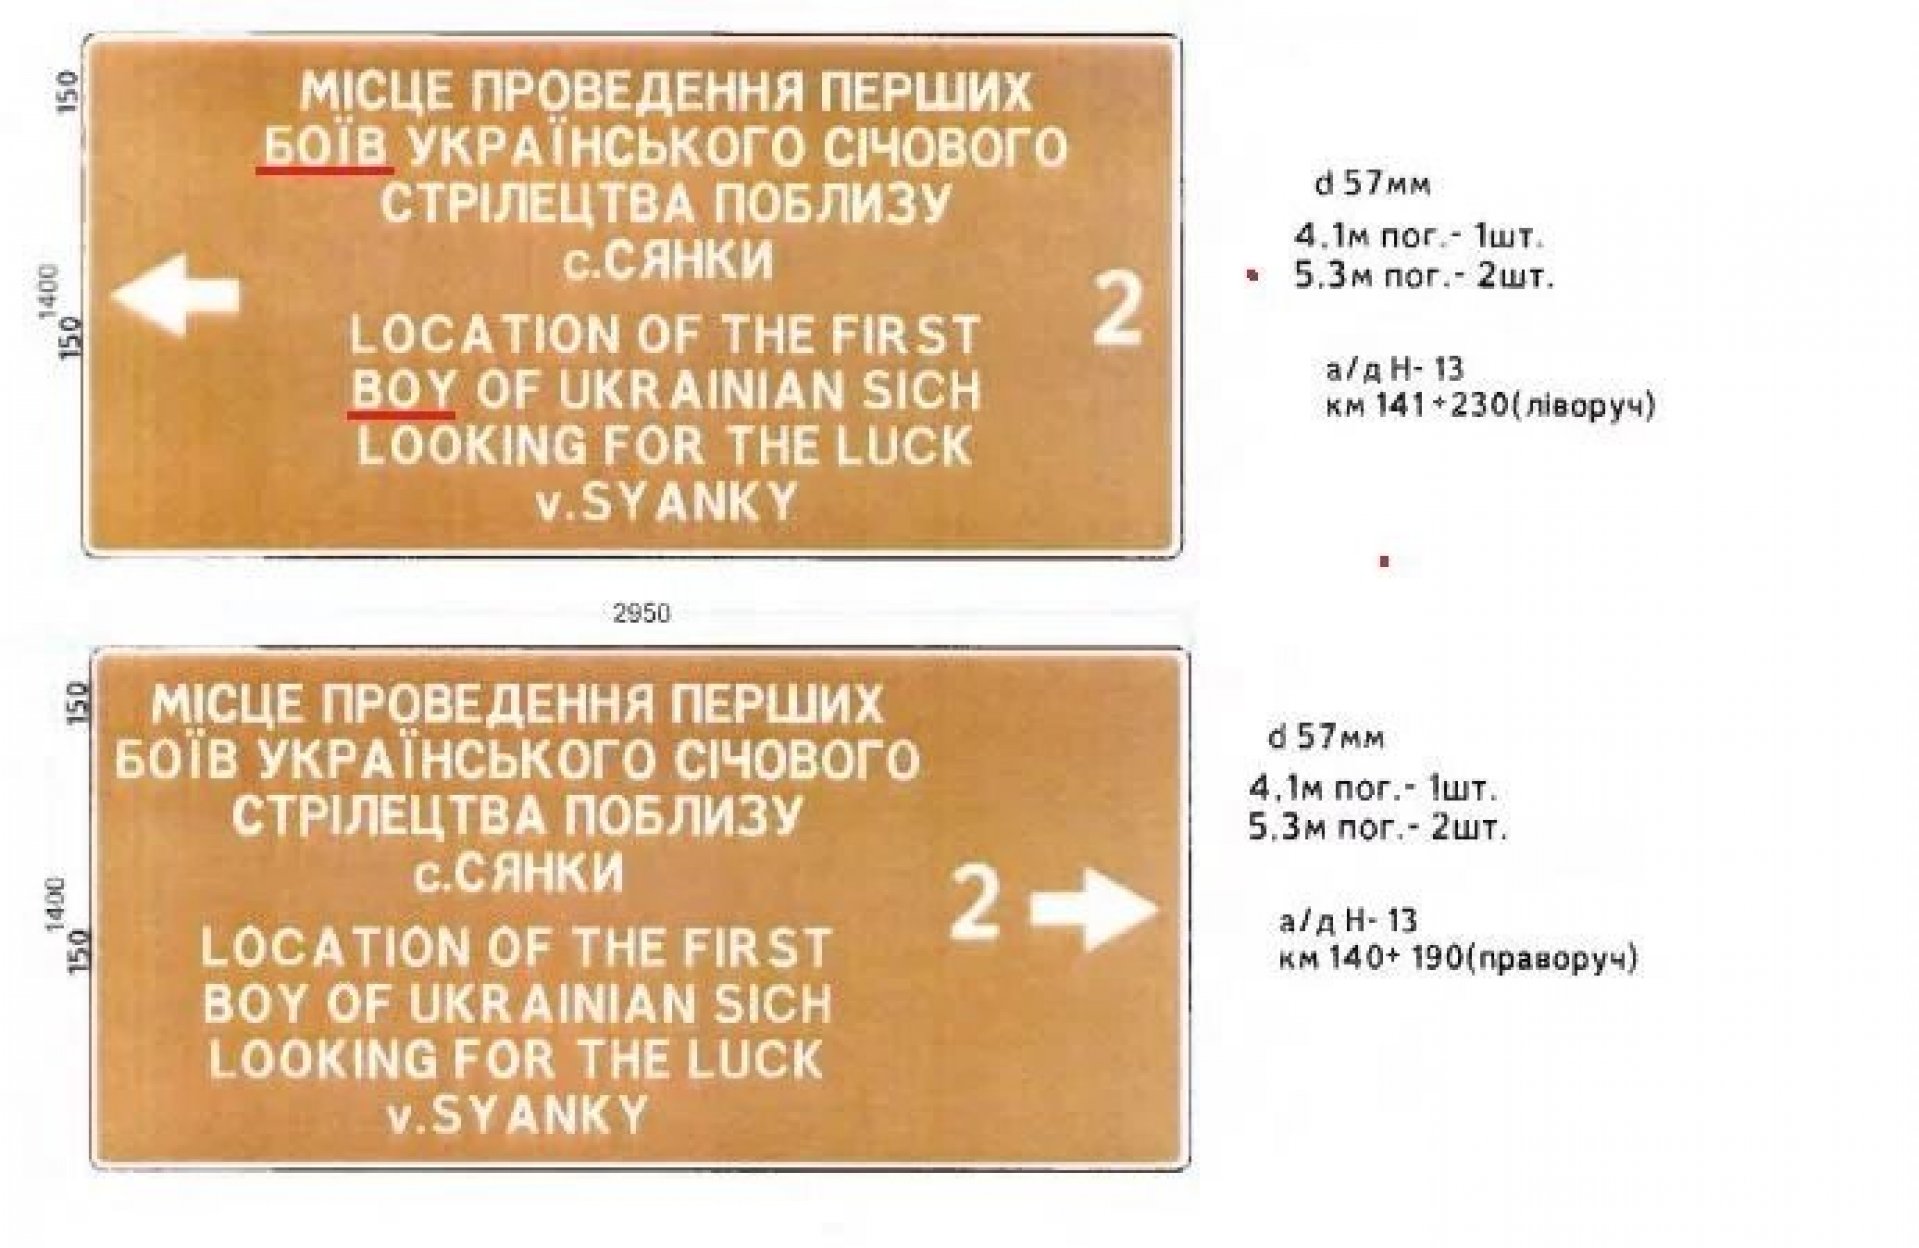 150
МІСЦЕ ПРОВЕДЕННЯ ПЕРШИХ
БОЇВ УКРАЇНСЬКОГО СІЧОВОГО
СТРІЛЕЦТВА ПОБЛИЗУ
с.СЯНКИ
1400
150
LOCATION OF THE FIRST
BOY OF UKRAINIAN SICH
LOOKING FOR THE LUCK
v.SYANKY
2
d 57мм
4.1м пог.- 1шт.
5.3м пог.- 2шт.
а/д Н- 13
км 141+230(ліворуч)
2950
150
МІСЦЕ ПРОВЕДЕННЯ ПЕРШИХ
БОЇВ УКРАЇНСЬКОГО СІЧОВОГО
СТРІЛЕЦТВА ПОБЛИЗУ
с.СЯНКИ
1400
150
LOCATION OF THE FIRST
BOY OF UKRAINIAN SICH
LOOKING FOR THE LUCK
v.SYANKY
2
d 57мм
4.1м пог.- 1шт.
5.3м пог.- 2шт.
а/д Н- 13
км 140+ 190(праворуч)